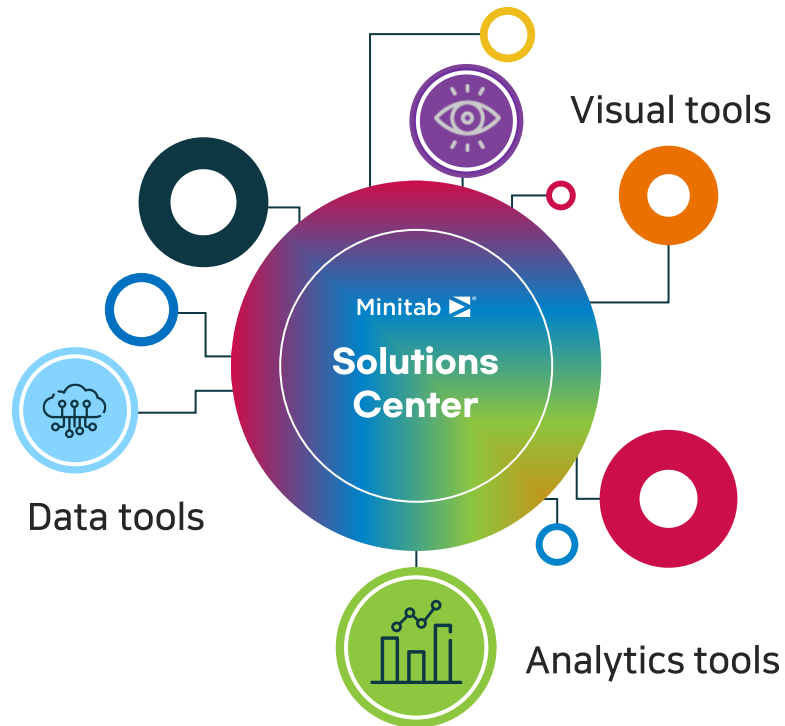 Visual tools
Minitab
Solutions
Center
Data tools
Analytics tools